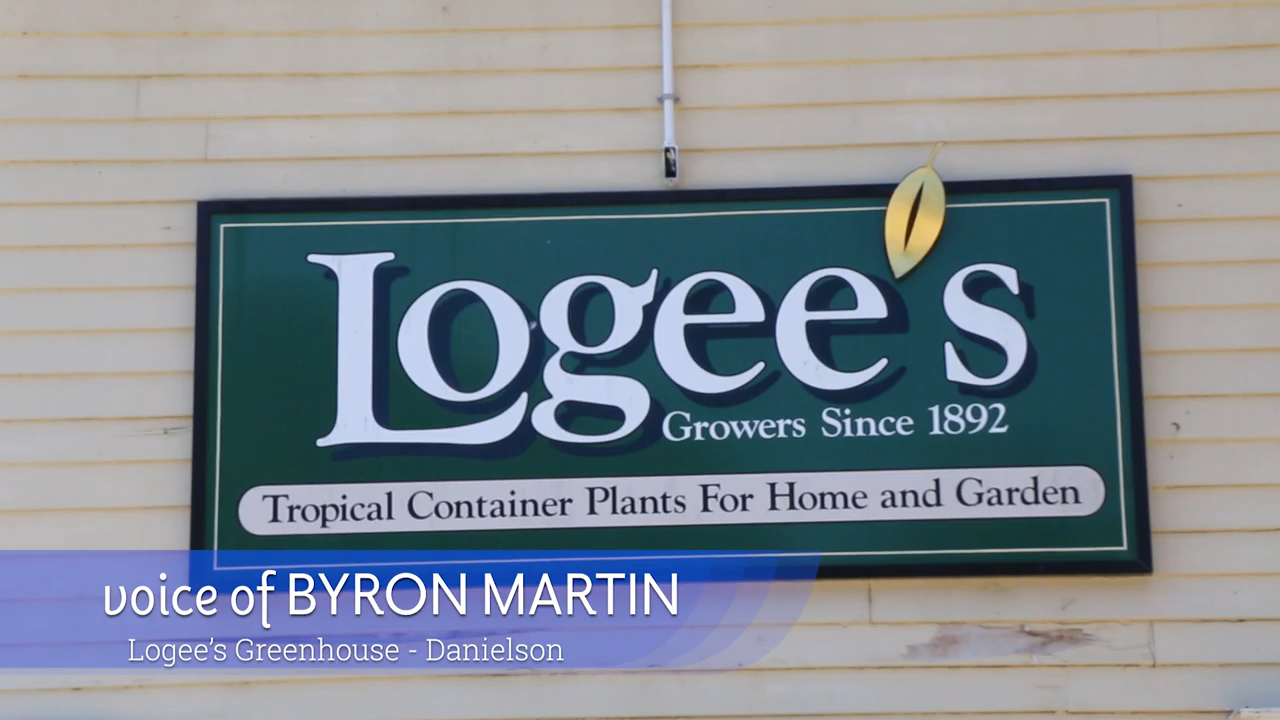 Logee's
Growers Since 1892
Tropical Container Plants For Home and Garden
voice of BYRON MARTIN
Logee's Greenhouse - Danielson